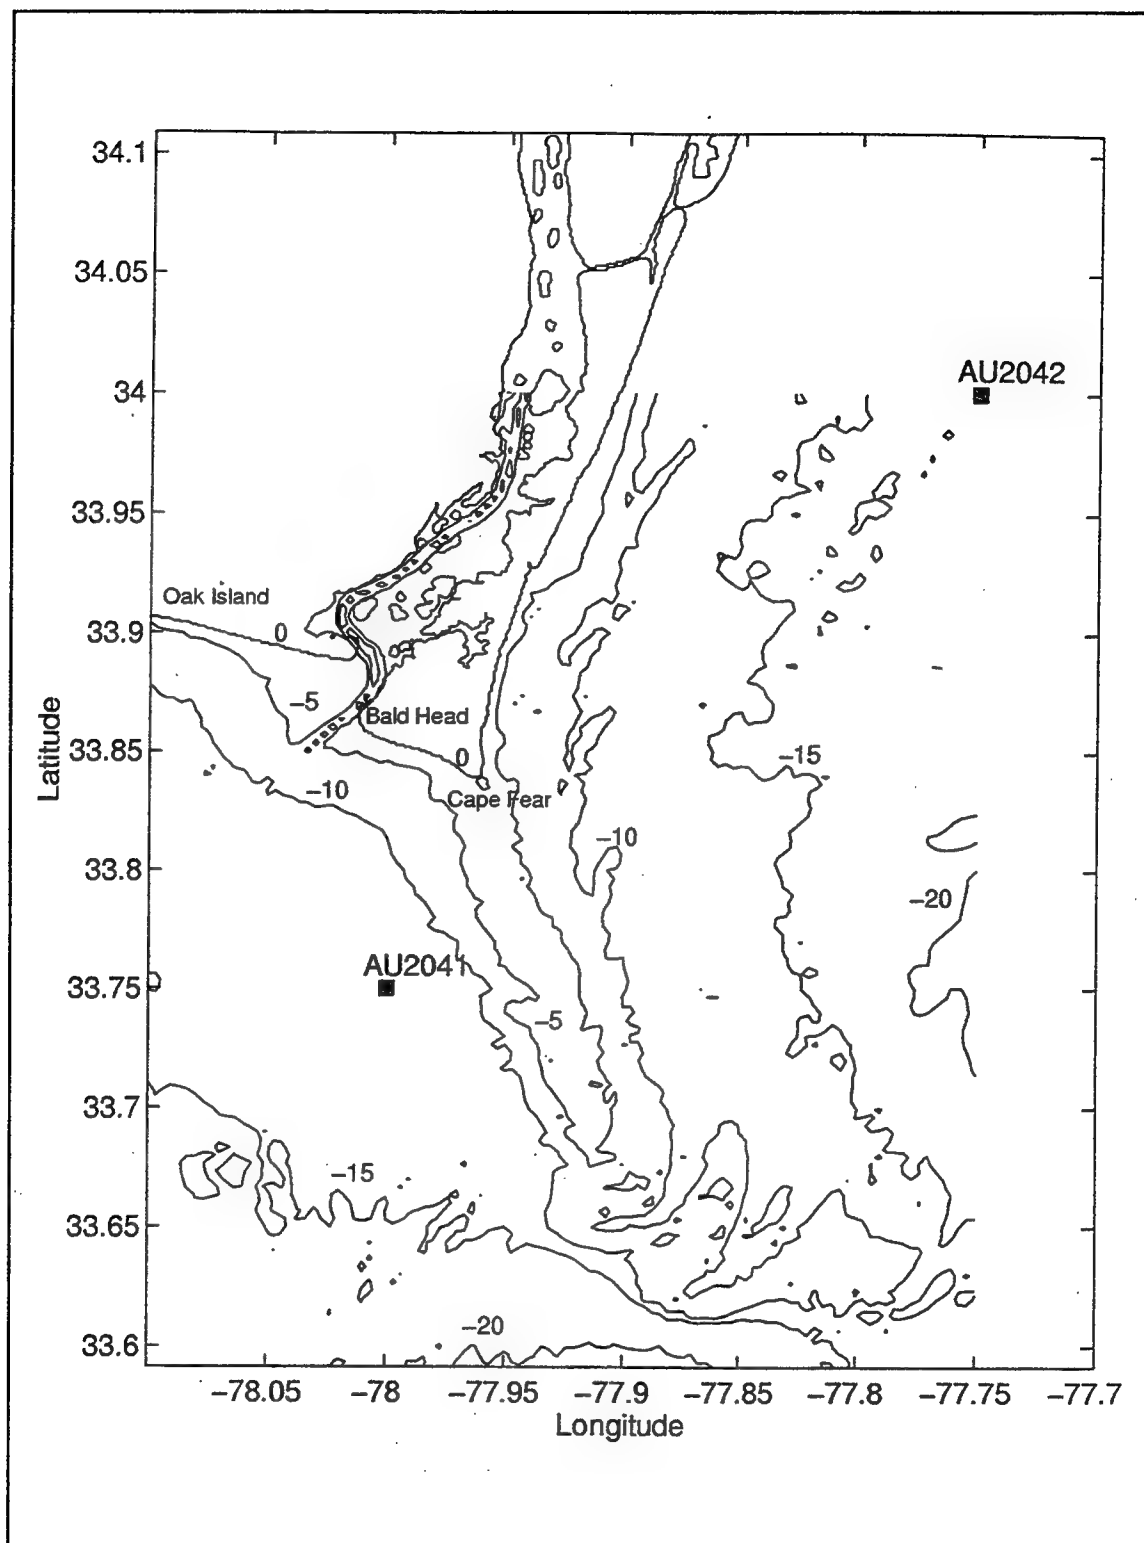 34.1
34.05
AU2042
34
33.95
Oak Island
0
33.9
-5
Bald Head
33.85
0
-15
-10
Cape Fear
-10
33.8
-20
AU2041
33.75
-5
33.7
-15
33.65
-20
33.6
Latitude
-78.05 -78 -77.95 -77.9 -77.85 -77.8 -77.75 -77.7
Longitude